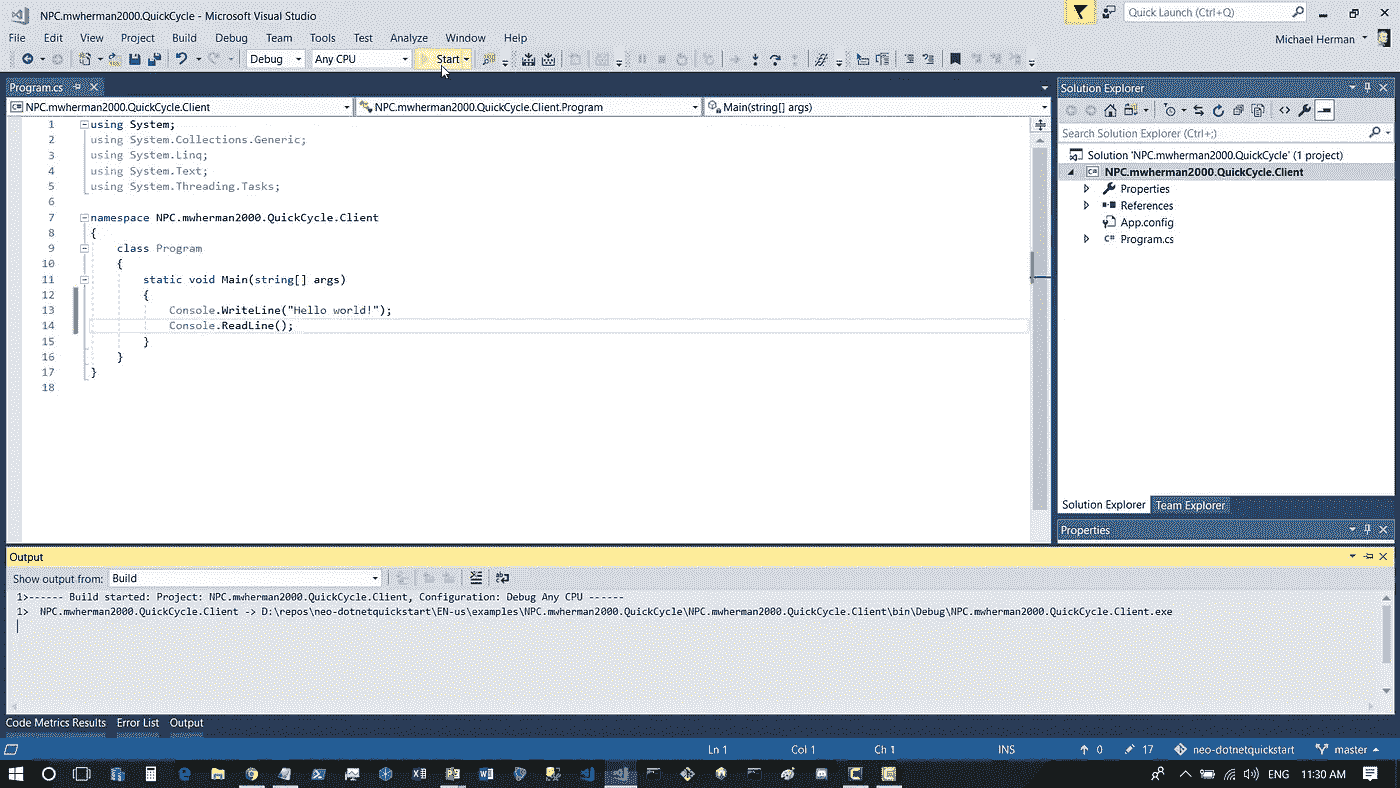 NPC.mwherman2000.QuickCycle - Microsoft Visual Studio
Quick Launch (Ctrl+Q)
File Edit View Project Build Debug Team Tools Test Analyze Window Help
Michael Herman
Debug Any CPU Start
Program.cs
NPC.mwherman2000.QuickCycle.Client NPC.mwherman2000.QuickCycle.Client.Program Main(string[] args)
1 using System;
2 using System.Collections.Generic;
3 using System.Linq;
4 using System.Text;
5 using System.Threading.Tasks;
6
7 namespace NPC.mwherman2000.QuickCycle.Client
8 {
9 class Program
10 {
11 static void Main(string[] args)
12 {
13 Console.WriteLine("Hello world!");
14 Console.ReadLine();
15 }
16 }
17 }
18
Solution Explorer
Search Solution Explorer (Ctrl+;)
Solution 'NPC.mwherman2000.QuickCycle' (1 project)
NPC.mwherman2000.QuickCycle.Client
Properties
References
App.config
C# Program.cs
Solution Explorer Team Explorer
Properties
Output
Show output from: Build
1>------ Build started: Project: NPC.mwherman2000.QuickCycle.Client, Configuration: Debug Any CPU ------
1>  NPC.mwherman2000.QuickCycle.Client -> D:\repos\neo-dotnetquickstart\EN-us\examples\NPC.mwherman2000.QuickCycle\NPC.mwherman2000.QuickCycle.Client\bin\Debug\NPC.mwherman2000.QuickCycle.Client.exe
Code Metrics Results Error List Output
Ln 1 Col 1 Ch 1 INS 0 17 neo-dotnetquickstart master
ENG 11:30 AM